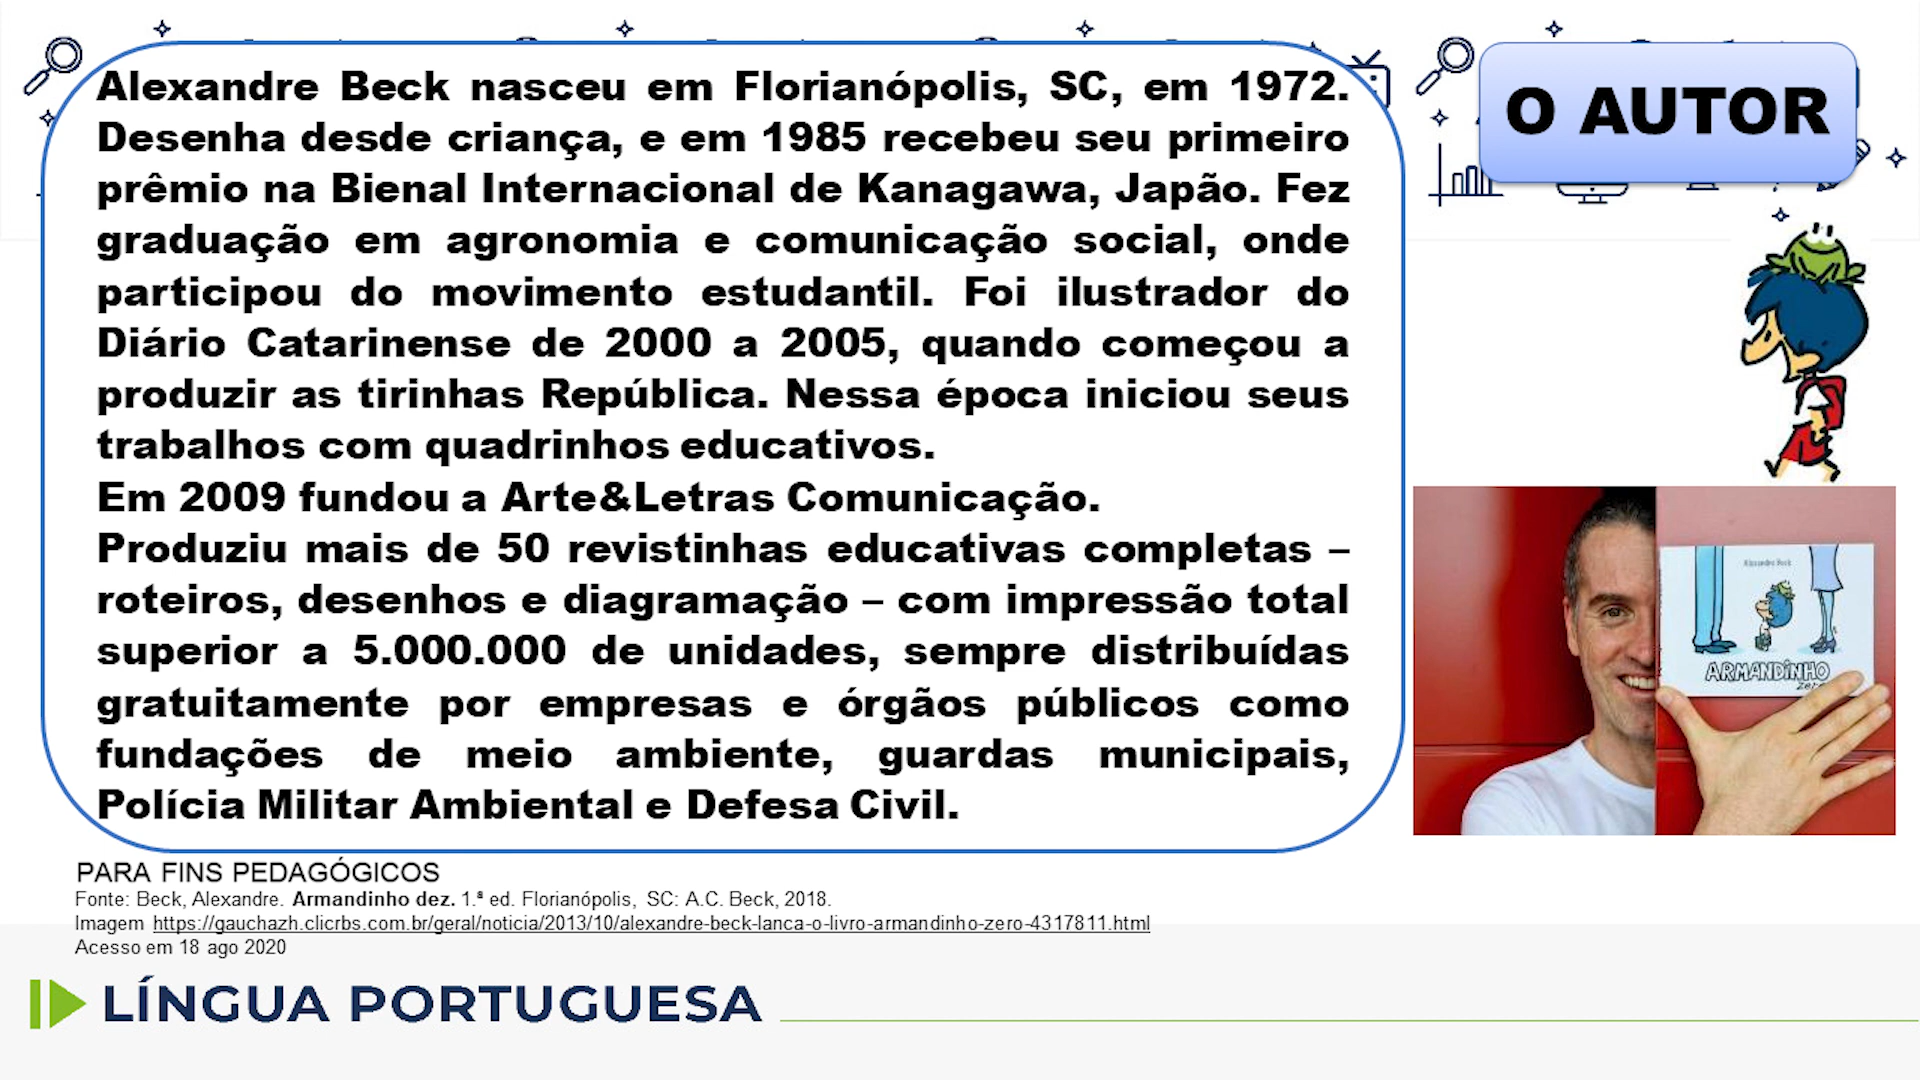 O AUTOR
Alexandre Beck nasceu em Florianópolis, SC, em 1972.
Desenha desde criança, e em 1985 recebeu seu primeiro
prêmio na Bienal Internacional de Kanagawa, Japão. Fez
graduação em agronomia e comunicação social, onde
participou do movimento estudantil. Foi ilustrador do
Diário Catarinense de 2000 a 2005, quando começou a
produzir as tirinhas República. Nessa época iniciou seus
trabalhos com quadrinhos educativos.
Em 2009 fundou a Arte&Letras Comunicação.
Produziu mais de 50 revistinhas educativas completas –
roteiros, desenhos e diagramação – com impressão total
superior a 5.000.000 de unidades, sempre distribuídas
gratuitamente por empresas e órgãos públicos como
fundações de meio ambiente, guardas municipais,
Polícia Militar Ambiental e Defesa Civil.
Alexandre Beck
ARMANDINHO
zero
PARA FINS PEDAGÓGICOS
Fonte: Beck, Alexandre. Armandinho dez. 1.ª ed. Florianópolis, SC: A.C. Beck, 2018.
Imagem https://gauchazh.clicrbs.com.br/geral/noticia/2013/10/alexandre-beck-lanca-o-livro-armandinho-zero-4317811.html
Acesso em 18 ago 2020
LÍNGUA PORTUGUESA